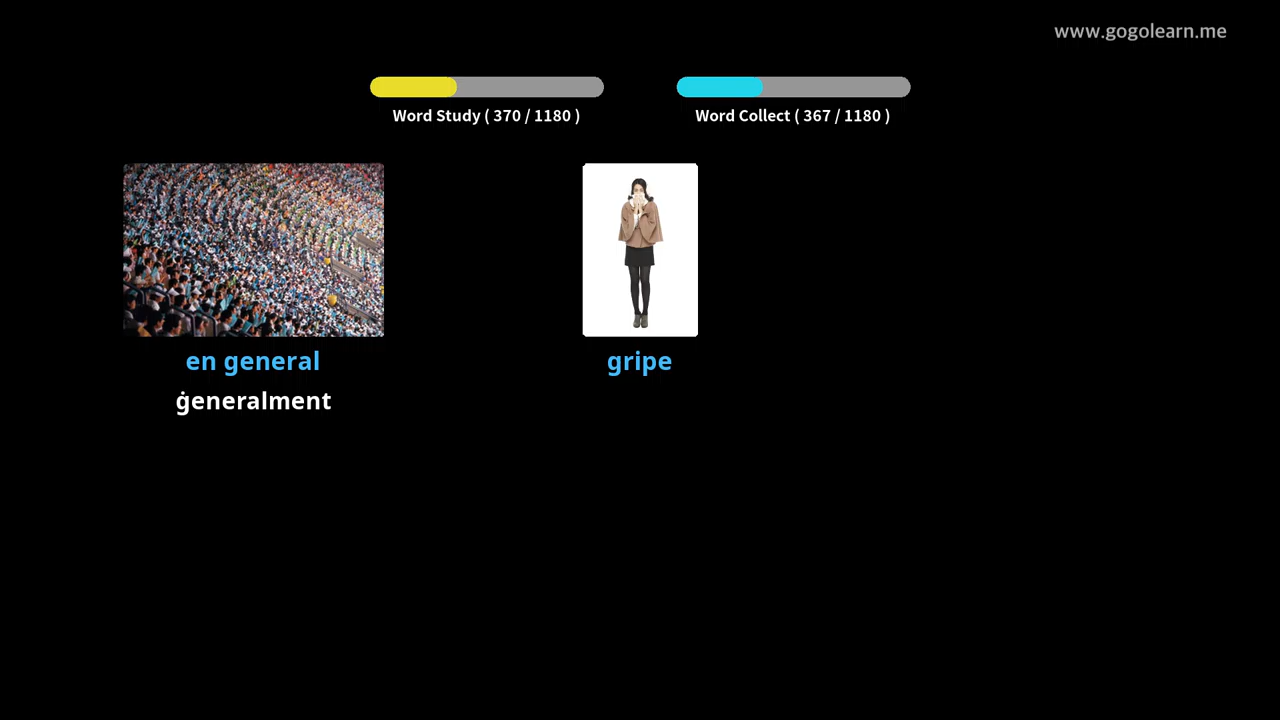 www.gogolearn.me
Word Study ( 370 / 1180 )
Word Collect ( 367 / 1180 )
en general
gripe
ġeneralment